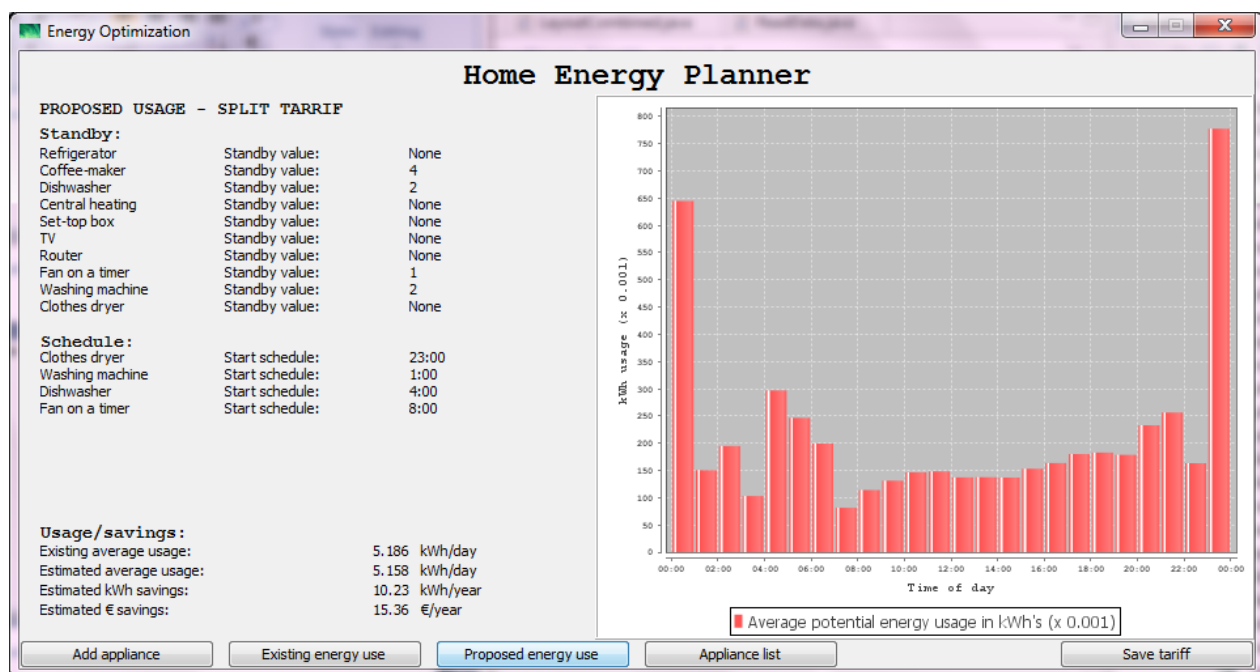 Energy Optimization
Home Energy Planner
PROPOSED USAGE - SPLIT TARRIF
Standby:
Refrigerator Standby value: None
Coffee-maker Standby value: 4
Dishwasher Standby value: 2
Central heating Standby value: None
Set-top box Standby value: None
TV Standby value: None
Router Standby value: None
Fan on a timer Standby value: 1
Washing machine Standby value: 2
Clothes dryer Standby value: None
Schedule:
Clothes dryer Start schedule: 23:00
Washing machine Start schedule: 1:00
Dishwasher Start schedule: 4:00
Fan on a timer Start schedule: 8:00
Usage/savings:
Existing average usage: 5.186 kWh/day
Estimated average usage: 5.158 kWh/day
Estimated kWh savings: 10.23 kWh/year
Estimated € savings: 15.36 €/year
800
750
700
650
600
550
500
450
400
350
300
250
200
150
100
50
0
kWh usage (x 0.001)
00:00 02:00 04:00 06:00 08:00 10:00 12:00 14:00 16:00 18:00 20:00 22:00 00:00
Time of day
Average potential energy usage in kWh's (x 0.001)
Add appliance Existing energy use Proposed energy use Appliance list Save tariff